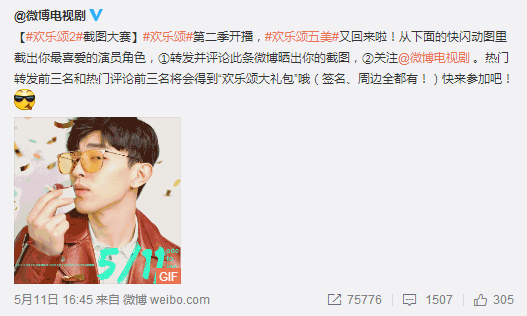 @微博电视剧
【#欢乐颂2#截图大赛】#欢乐颂#第二季开播，#欢乐颂五美#又回来啦！从下面的快闪动图里
截出你最喜爱的演员角色，①转发并评论此条微博晒出你的截图，②关注@微博电视剧 。热门
转发前三名和热门评论前三名将会得到“欢乐颂大礼包”哦（签名、周边全都有！）快来参加吧！
5/11
GIF
5月11日 16:45 来自 微博 weibo.com
75776
1507
305